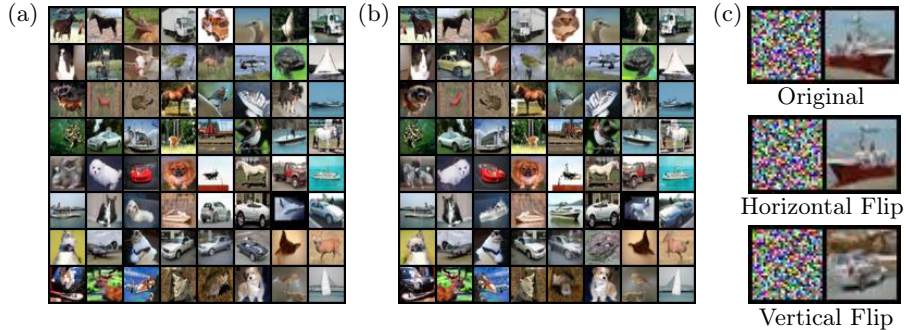 (a)
(b)
(c)
Original
Horizontal Flip
Vertical Flip